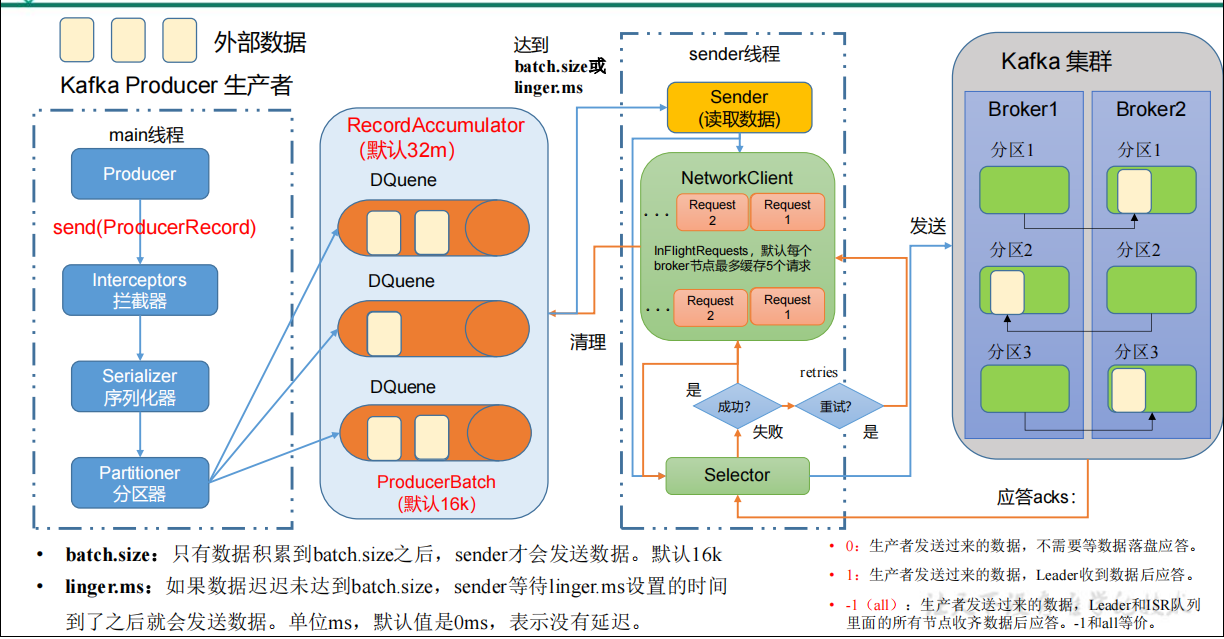 外部数据
Kafka Producer 生产者
main线程
Producer
send(ProducerRecord)
Interceptors
拦截器
Serializer
序列化器
Partitioner
分区器
RecordAccumulator
（默认32m）
DQuene
DQuene
DQuene
ProducerBatch
（默认16k）
达到
batch.size或
linger.ms
sender线程
Sender
(读取数据)
NetworkClient
...
Request
2
Request
1
InFlightRequests，默认每个
broker节点最多缓存5个请求
...
Request
2
Request
1
清理
是
成功?
失败
retries
重试?
是
Selector
发送
Kafka 集群
Broker1
Broker2
分区1
分区1
分区2
分区2
分区3
分区3
应答acks：
• batch.size：只有数据积累到batch.size之后，sender才会发送数据。默认16k
• linger.ms：如果数据迟迟未达到batch.size，sender等待linger.ms设置的时间
到了之后就会发送数据。单位ms，默认值是0ms，表示没有延迟。
• 0：生产者发送过来的数据，不需要等数据落盘应答。
• 1：生产者发送过来的数据，Leader收到数据后应答。
• -1（all）：生产者发送过来的数据，Leader和ISR队列
里面的所有节点收齐数据后应答。-1和all等价。